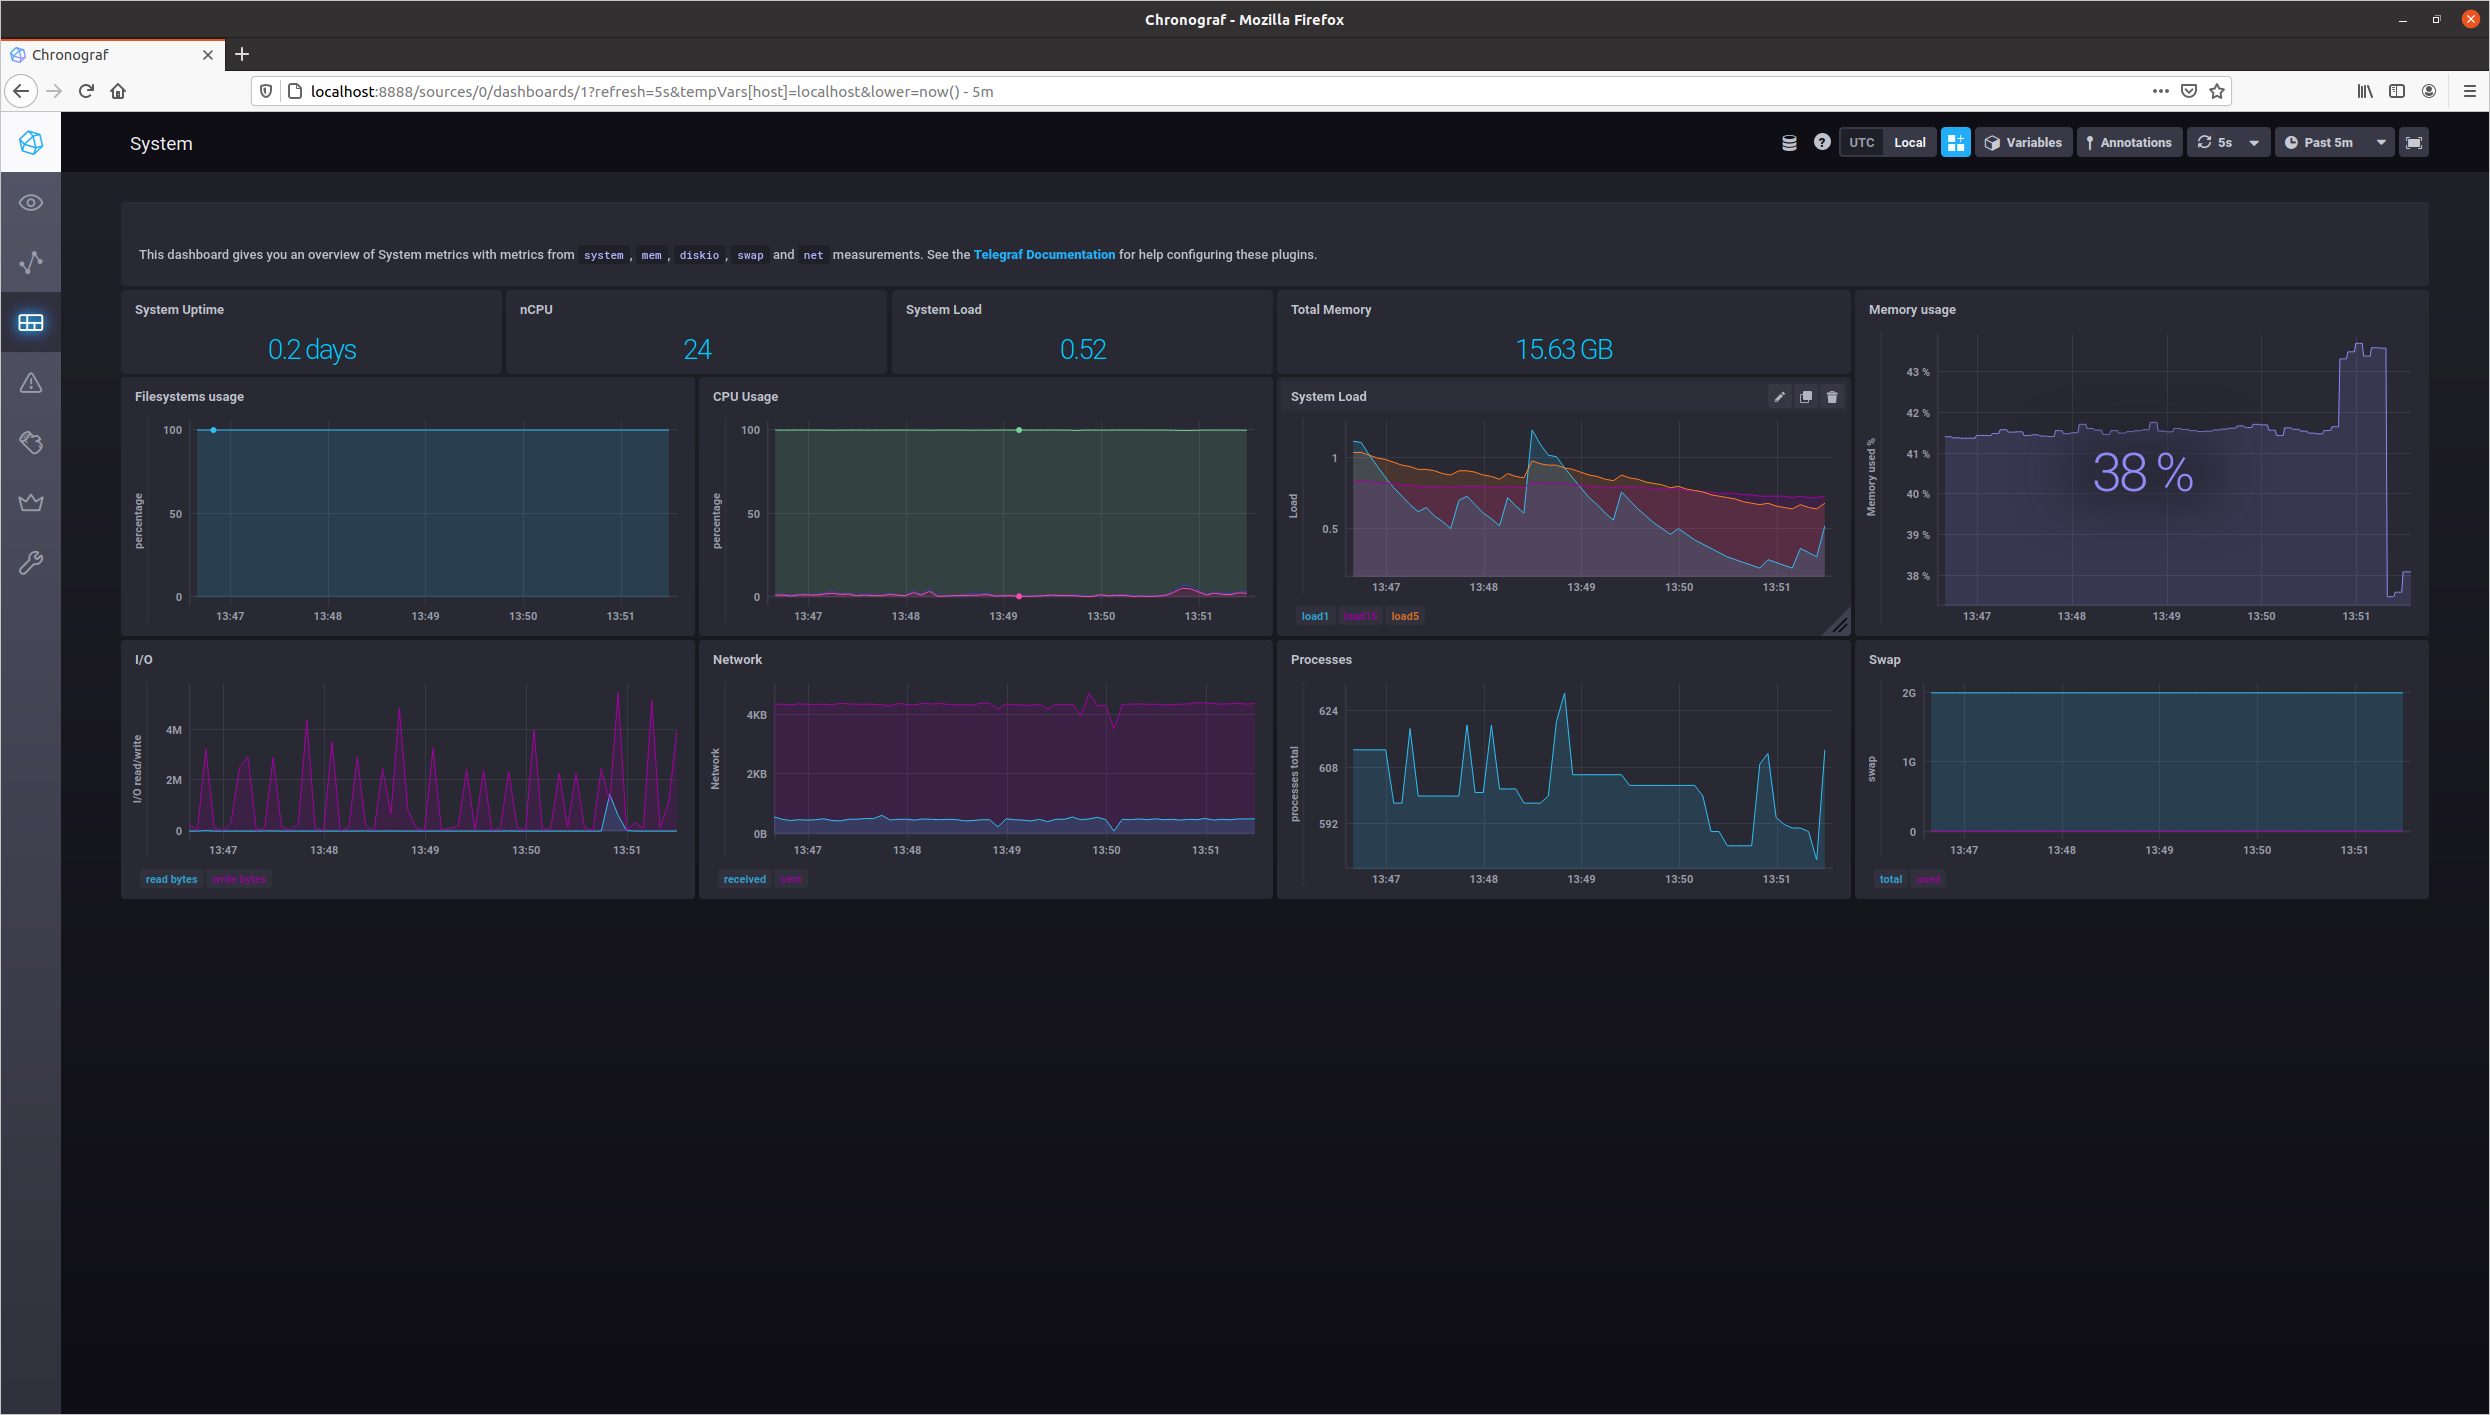 Chronograf - Mozilla Firefox
Chronograf
localhost:8888/sources/0/dashboards/1?refresh=5s&tempVars[host]=localhost&lower=now() - 5m
System
UTC Local Variables Annotations 5s Past 5m
This dashboard gives you an overview of System metrics with metrics from system , mem , diskio , swap and net measurements. See the Telegraf Documentation for help configuring these plugins.
System Uptime
0.2 days
nCPU
24
System Load
0.52
Total Memory
15.63 GB
Memory usage
Memory used %
43 %
42 %
41 %
40 %
39 %
38 %
38 %
13:47 13:48 13:49 13:50 13:51
Filesystems usage
percentage
100
50
0
13:47 13:48 13:49 13:50 13:51
CPU Usage
percentage
100
50
0
13:47 13:48 13:49 13:50 13:51
System Load
Load
1
0.5
13:47 13:48 13:49 13:50 13:51
load1 load15 load5
I/O
I/O read/write
4M
2M
0
13:47 13:48 13:49 13:50 13:51
read bytes write bytes
Network
Network
4KB
2KB
0B
13:47 13:48 13:49 13:50 13:51
received sent
Processes
processes total
624
608
592
13:47 13:48 13:49 13:50 13:51
Swap
swap
2G
1G
0
13:47 13:48 13:49 13:50 13:51
total used